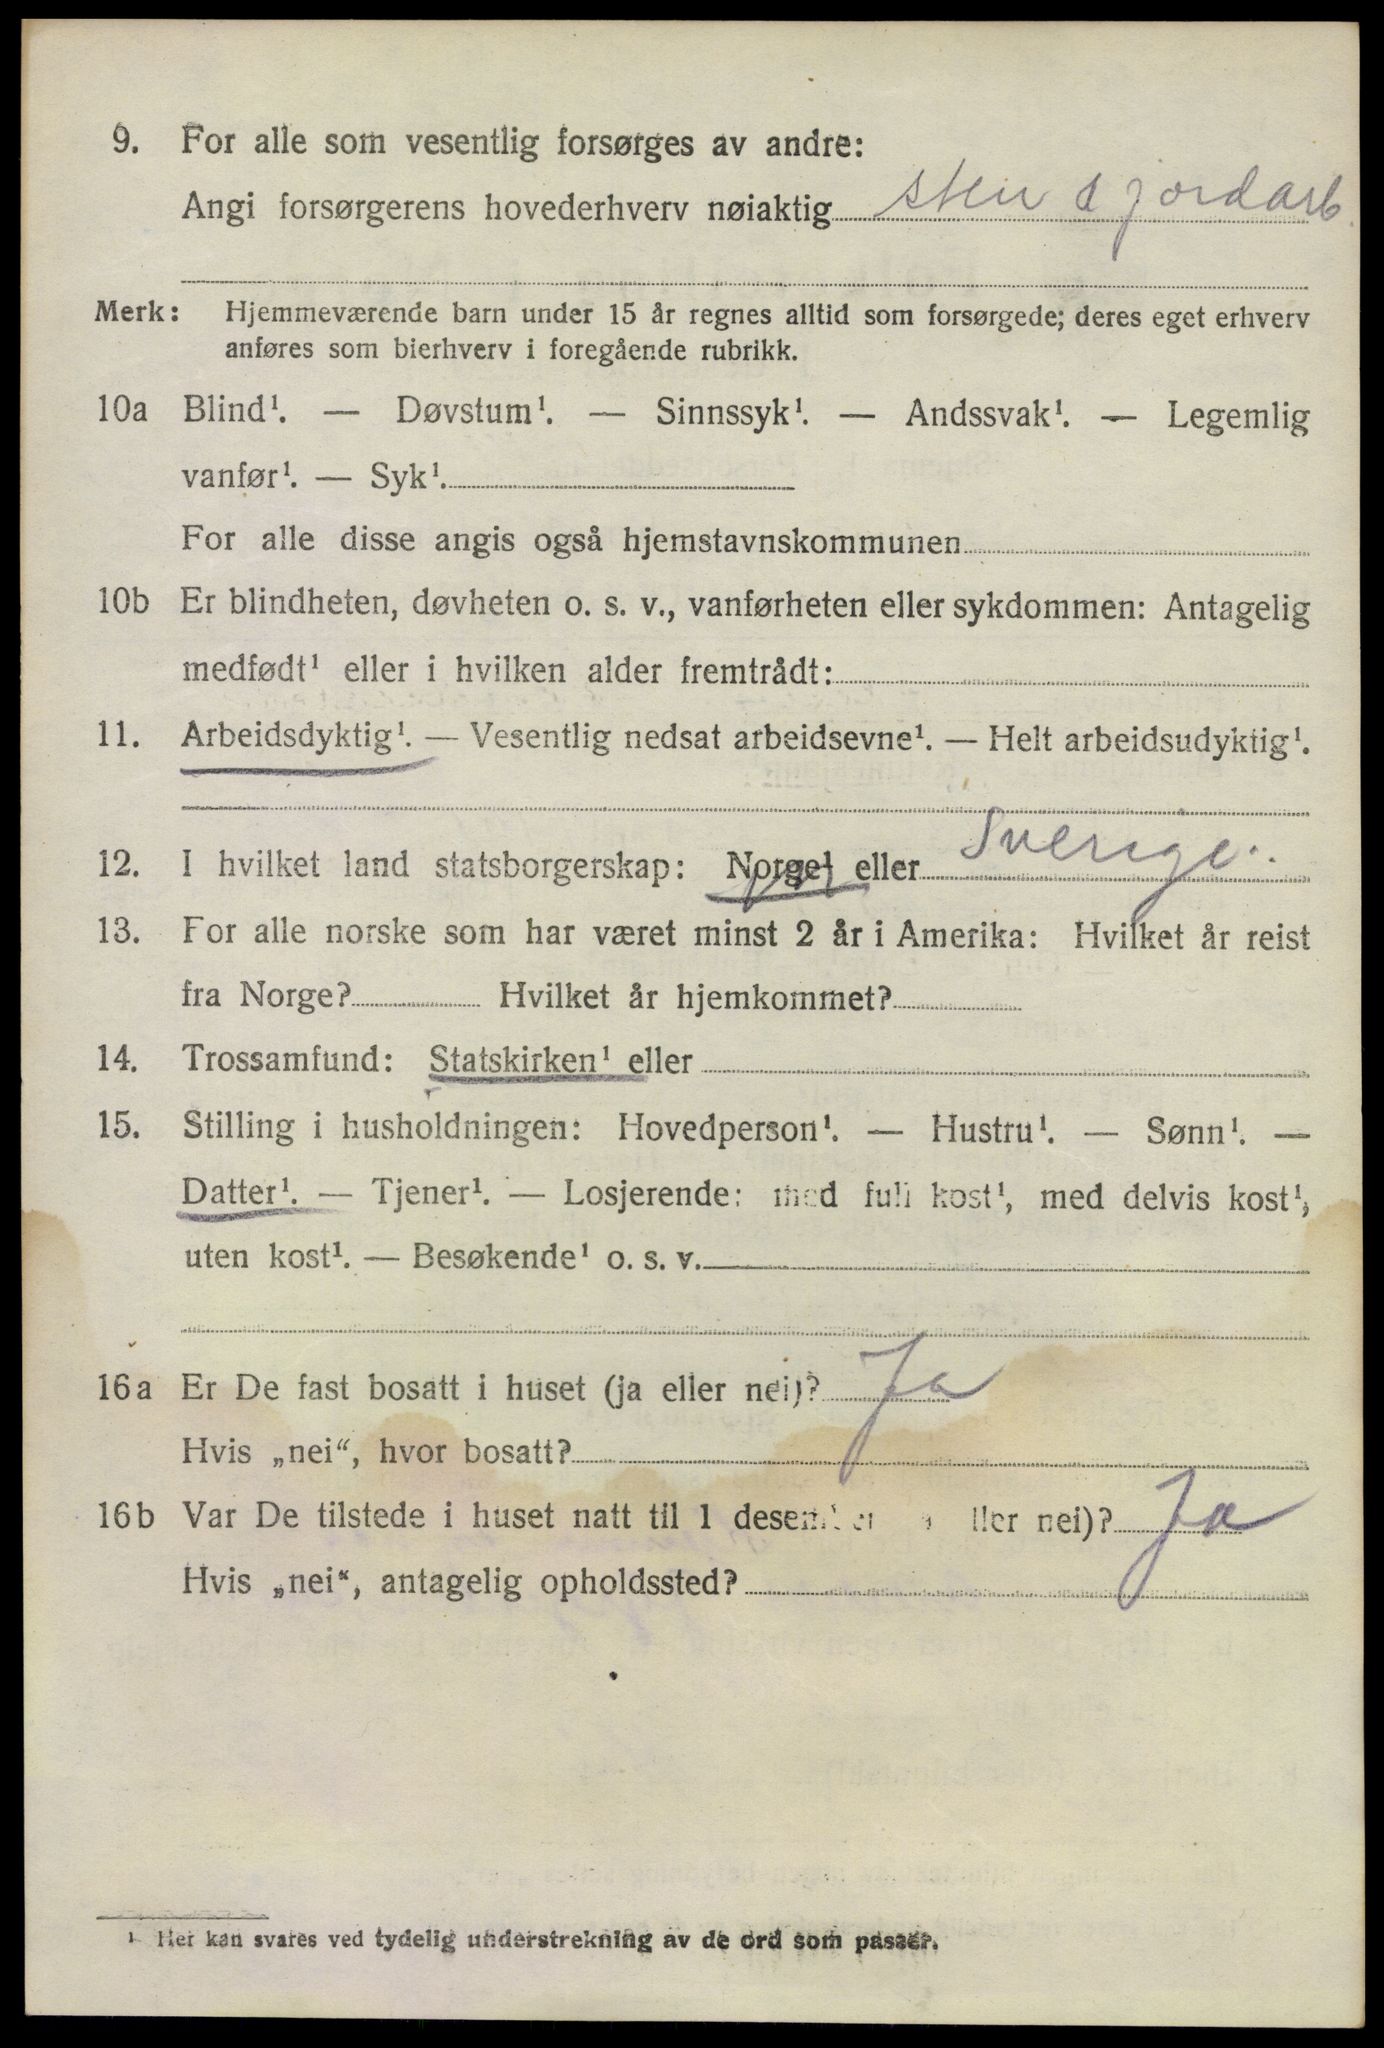 9. For alle som vesentlig forsørges av andre:
Angi forsørgerens hovederhverv nøiaktig sten & jordarb.
Merk: Hjemmeværende barn under 15 år regnes alltid som forsørgede; deres eget erhverv
anføres som bierhverv i foregående rubrikk.
10a Blind¹. — Døvstum¹. — Sinnssyk¹. — Andssvak¹. — Legemlig
vanfør¹. — Syk¹.
For alle disse angis også hjemstavnskommunen
10b Er blindheten, døvheten o. s. v., vanførheten eller sykdommen: Antagelig
medfødt¹ eller i hvilken alder fremtrådt:
11. Arbeidsdyktig¹. — Vesentlig nedsat arbeidsevne¹. — Helt arbeidsudyktig¹.
12. I hvilket land statsborgerskap: Norge¹ eller Sverige.
13. For alle norske som har været minst 2 år i Amerika: Hvilket år reist
fra Norge? Hvilket år hjemkommet?
14. Trossamfund: Statskirken¹ eller
15. Stilling i husholdningen: Hovedperson¹. — Hustru¹. — Sønn¹. —
Datter¹. — Tjener¹. — Losjerende: med full kost¹, med delvis kost¹,
uten kost¹. — Besøkende¹ o. s. v.
16a Er De fast bosatt i huset (ja eller nei)? Ja
Hvis „nei“, hvor bosatt?
16b Var De tilstede i huset natt til 1 desember eller nei)? Ja
Hvis „nei“, antagelig opholdssted?
¹ Her kan svares ved tydelig understrekning av de ord som passer.